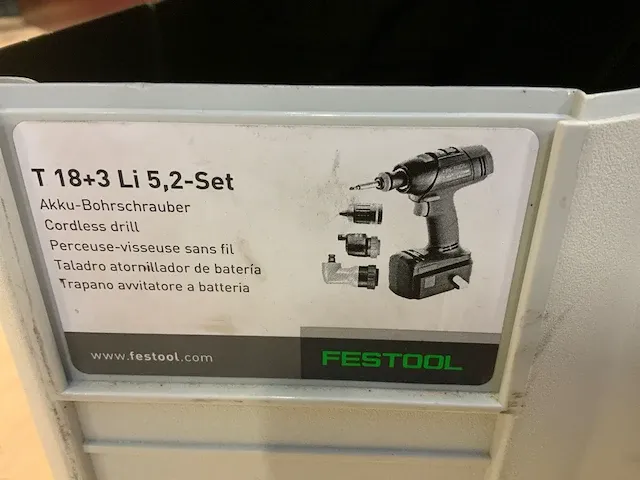 T 18+3 Li 5,2-Set
Akku-Bohrschrauber
Cordless drill
Perceuse-visseuse sans fil
Taladro atornillador de batería
Trapano avvitatore a batteria
www.festool.com
FESTOOL